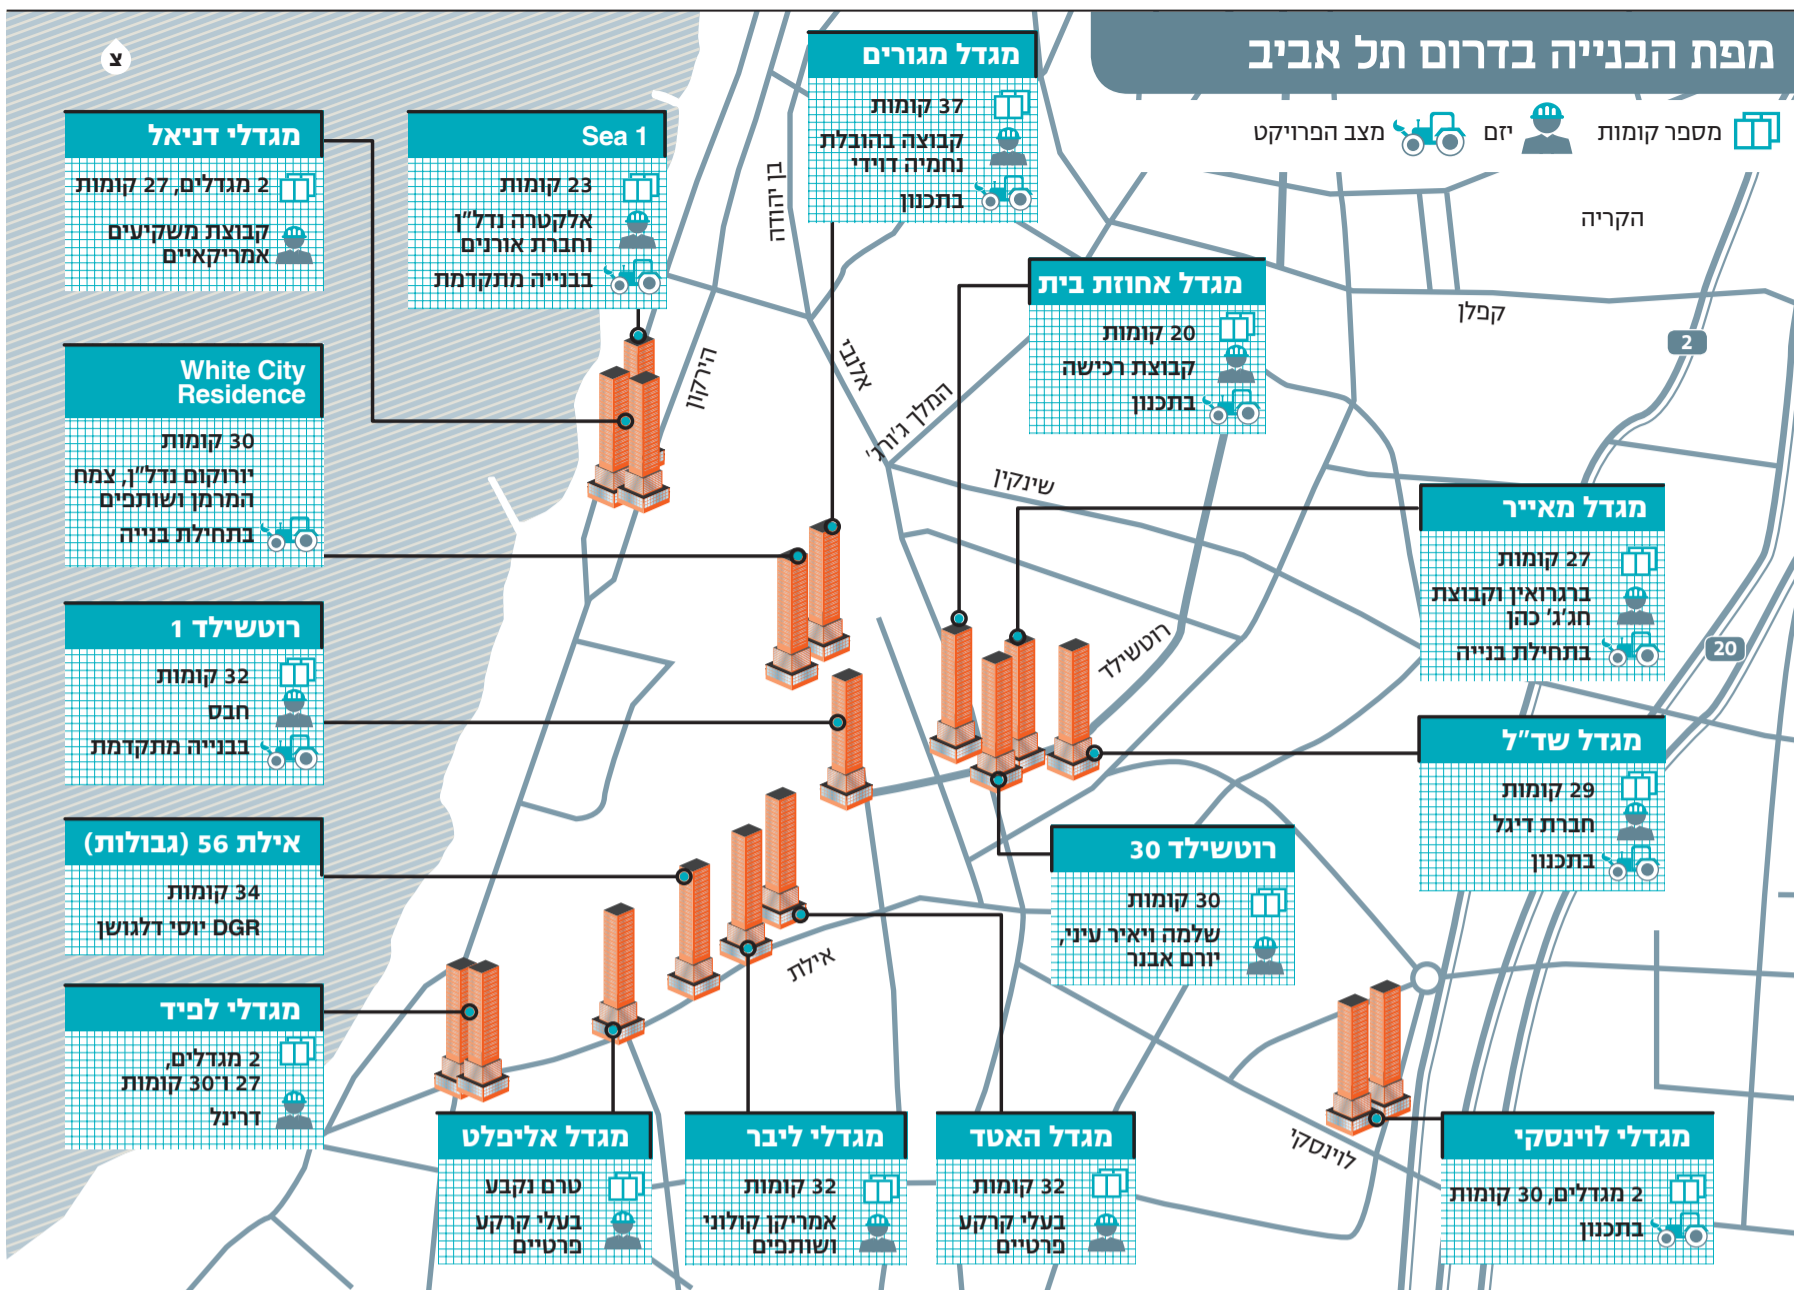 מפת הבנייה בדרום תל אביב
מספר קומות
יזם
מצב הפרויקט
צ
מגדל מגורים
37 קומות
קבוצה בהובלת
נחמיה דוידי
בתכנון
Sea 1
23 קומות
אלקטרה נדל"ן
וחברת אורנים
בבנייה מתקדמת
מגדלי דניאל
2 מגדלים, 27 קומות
קבוצת משקיעים
אמריקאיים
הקריה
בן יהודה
מגדל אחוזת בית
20 קומות
קבוצת רכישה
בתכנון
קפלן
2
White City
Residence
30 קומות
יורוקום נדל"ן, צמח
המרמן ושותפים
בתחילת בנייה
הירקון
אלנבי
המלך ג'ורג'
שינקין
מגדל מאייר
27 קומות
ברגרואין וקבוצת
חג'ג' כהן
בתחילת בנייה
20
רוטשילד
רוטשילד 1
32 קומות
חבס
בבנייה מתקדמת
מגדל שד"ל
29 קומות
חברת דיגל
בתכנון
אילת 56 (גבולות)
34 קומות
DGR יוסי דלגושן
רוטשילד 30
30 קומות
שלמה ויאיר עיני,
יורם אבנר
אילת
מגדלי לפיד
2 מגדלים,
27 ו־30 קומות
דרינל
מגדלי לוינסקי
2 מגדלים, 30 קומות
בתכנון
לוינסקי
מגדל האטד
32 קומות
בעלי קרקע
פרטיים
מגדלי ליבר
32 קומות
אמריקן קולוני
ושותפים
מגדל אליפלט
טרם נקבע
בעלי קרקע
פרטיים